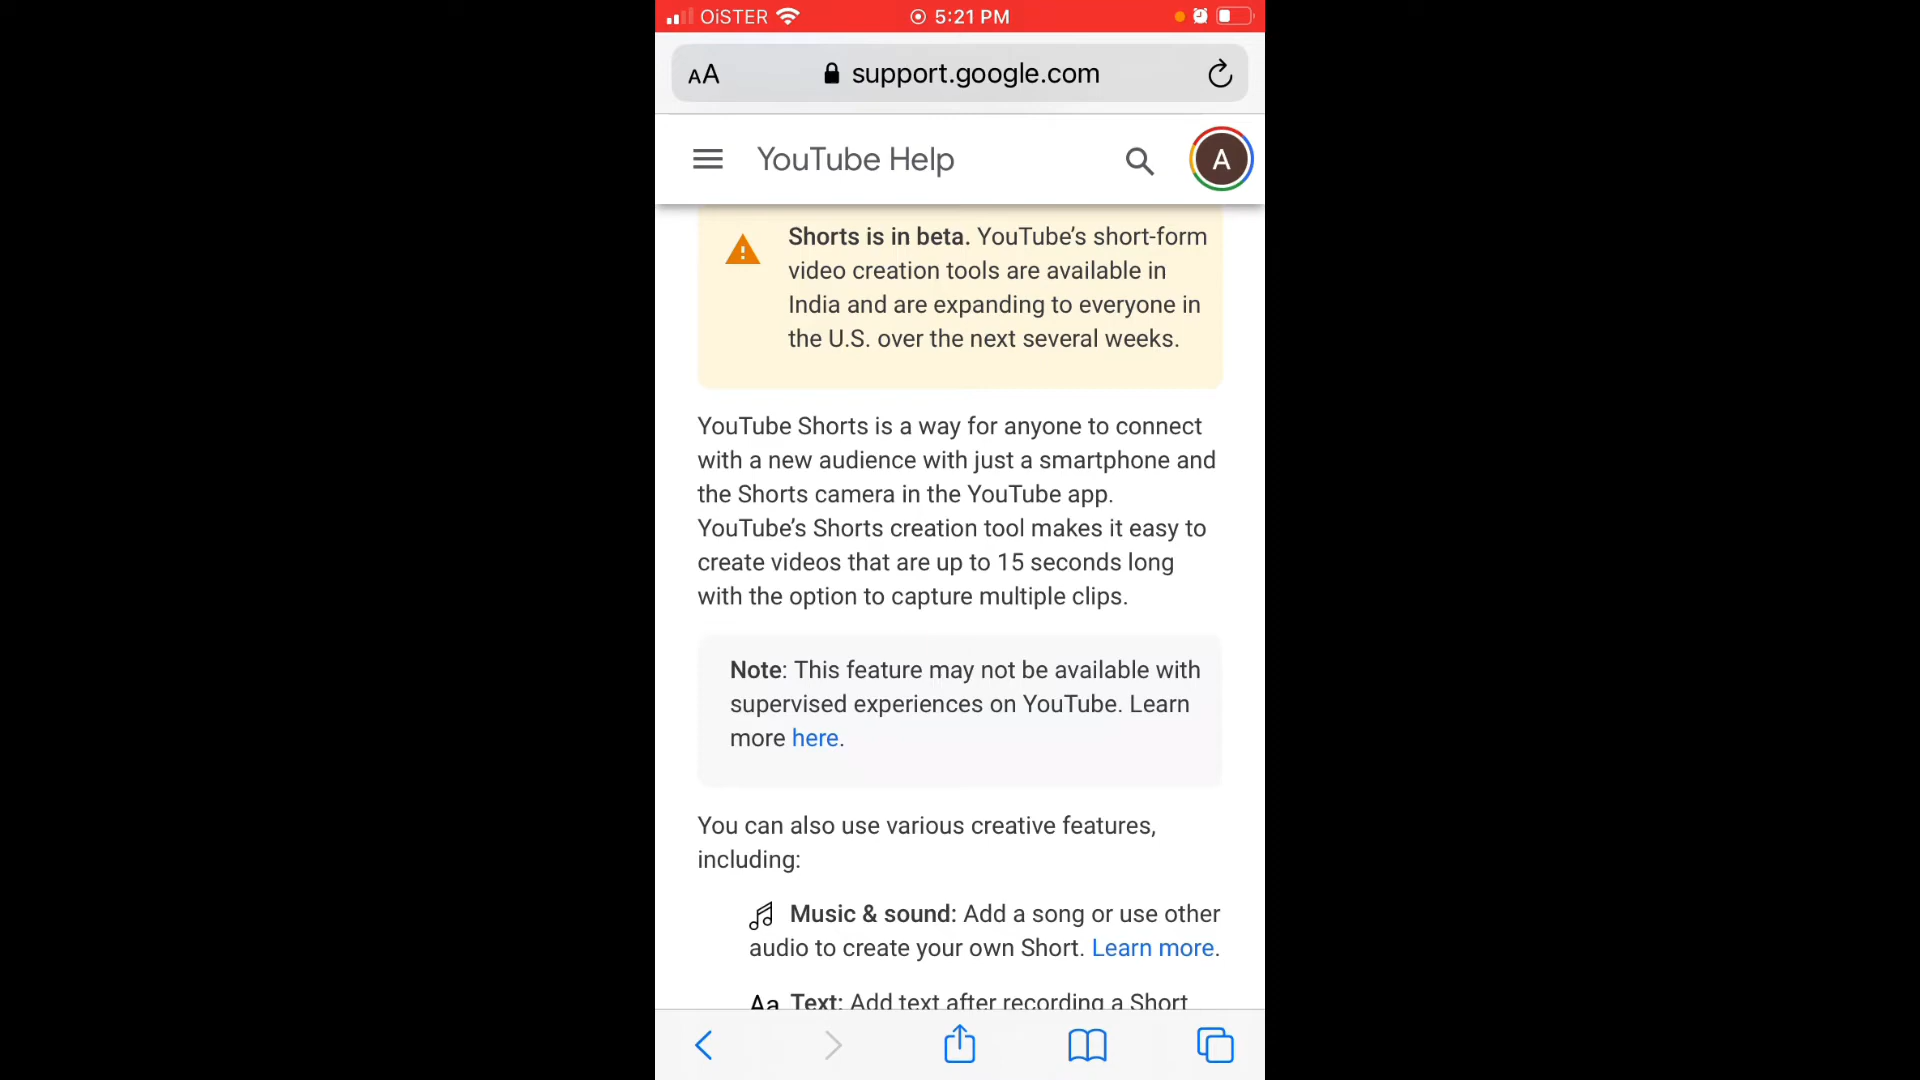 OiSTER 5:21 PM
AA support.google.com
YouTube Help A
Shorts is in beta. YouTube’s short-form
video creation tools are available in
India and are expanding to everyone in
the U.S. over the next several weeks.
YouTube Shorts is a way for anyone to connect
with a new audience with just a smartphone and
the Shorts camera in the YouTube app.
YouTube’s Shorts creation tool makes it easy to
create videos that are up to 15 seconds long
with the option to capture multiple clips.
Note: This feature may not be available with
supervised experiences on YouTube. Learn
more here.
You can also use various creative features,
including:
Music & sound: Add a song or use other
audio to create your own Short. Learn more.
Aa Text: Add text after recording a Short